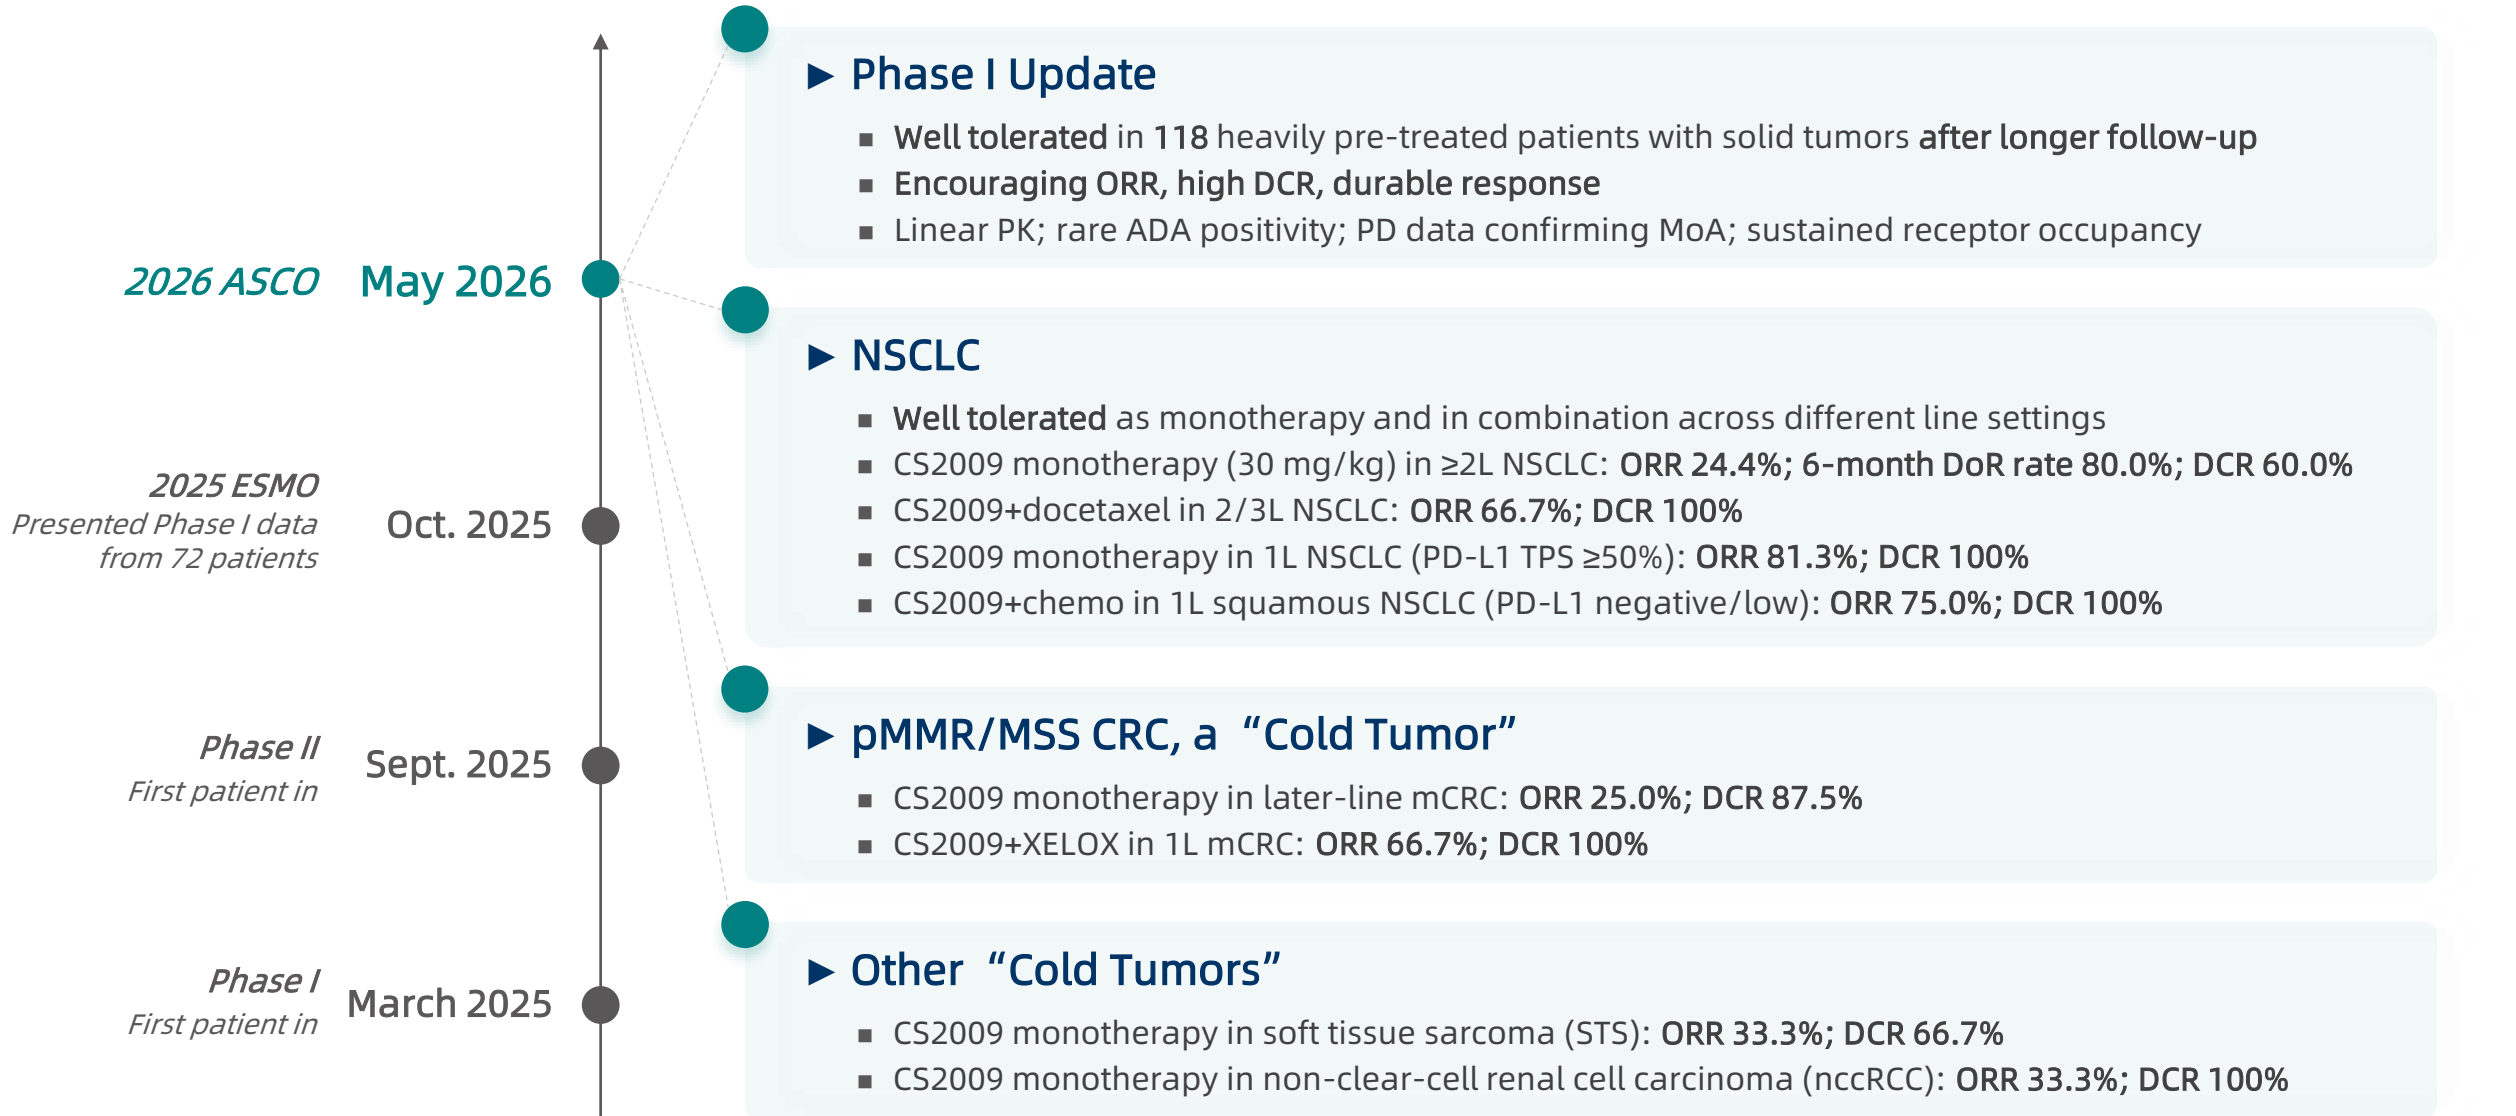 2026 ASCO
May 2026
2025 ESMO
Presented Phase I data
from 72 patients
Oct. 2025
Phase II
First patient in
Sept. 2025
Phase I
First patient in
March 2025
► Phase I Update
▪ Well tolerated in 118 heavily pre-treated patients with solid tumors after longer follow-up
▪ Encouraging ORR, high DCR, durable response
▪ Linear PK; rare ADA positivity; PD data confirming MoA; sustained receptor occupancy
► NSCLC
▪ Well tolerated as monotherapy and in combination across different line settings
▪ CS2009 monotherapy (30 mg/kg) in ≥2L NSCLC: ORR 24.4%; 6-month DoR rate 80.0%; DCR 60.0%
▪ CS2009+docetaxel in 2/3L NSCLC: ORR 66.7%; DCR 100%
▪ CS2009 monotherapy in 1L NSCLC (PD-L1 TPS ≥50%): ORR 81.3%; DCR 100%
▪ CS2009+chemo in 1L squamous NSCLC (PD-L1 negative/low): ORR 75.0%; DCR 100%
► pMMR/MSS CRC, a “Cold Tumor”
▪ CS2009 monotherapy in later-line mCRC: ORR 25.0%; DCR 87.5%
▪ CS2009+XELOX in 1L mCRC: ORR 66.7%; DCR 100%
► Other “Cold Tumors”
▪ CS2009 monotherapy in soft tissue sarcoma (STS): ORR 33.3%; DCR 66.7%
▪ CS2009 monotherapy in non-clear-cell renal cell carcinoma (nccRCC): ORR 33.3%; DCR 100%